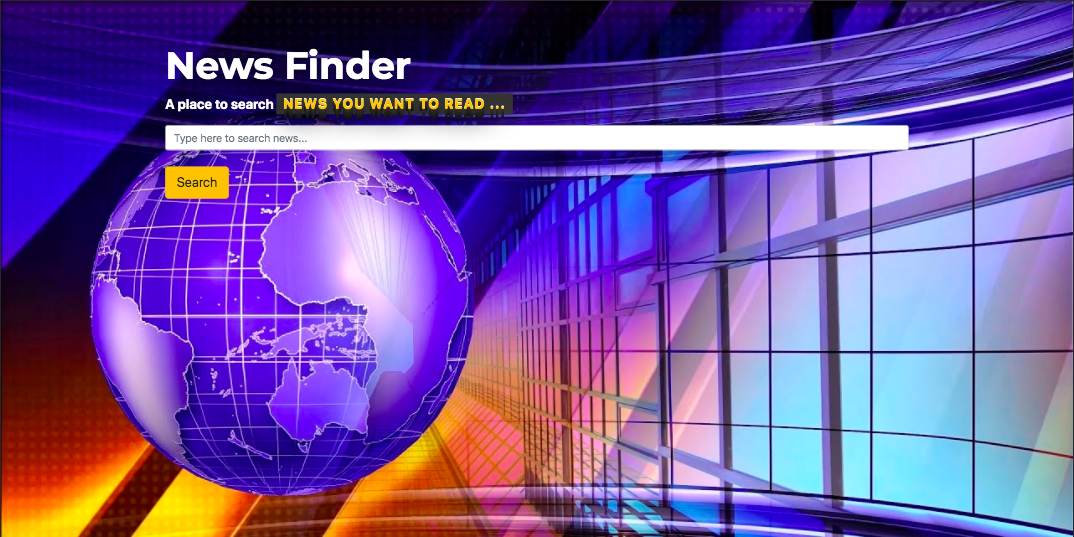 News Finder
A place to search NEWS YOU WANT TO READ ...
Type here to search news...
Search